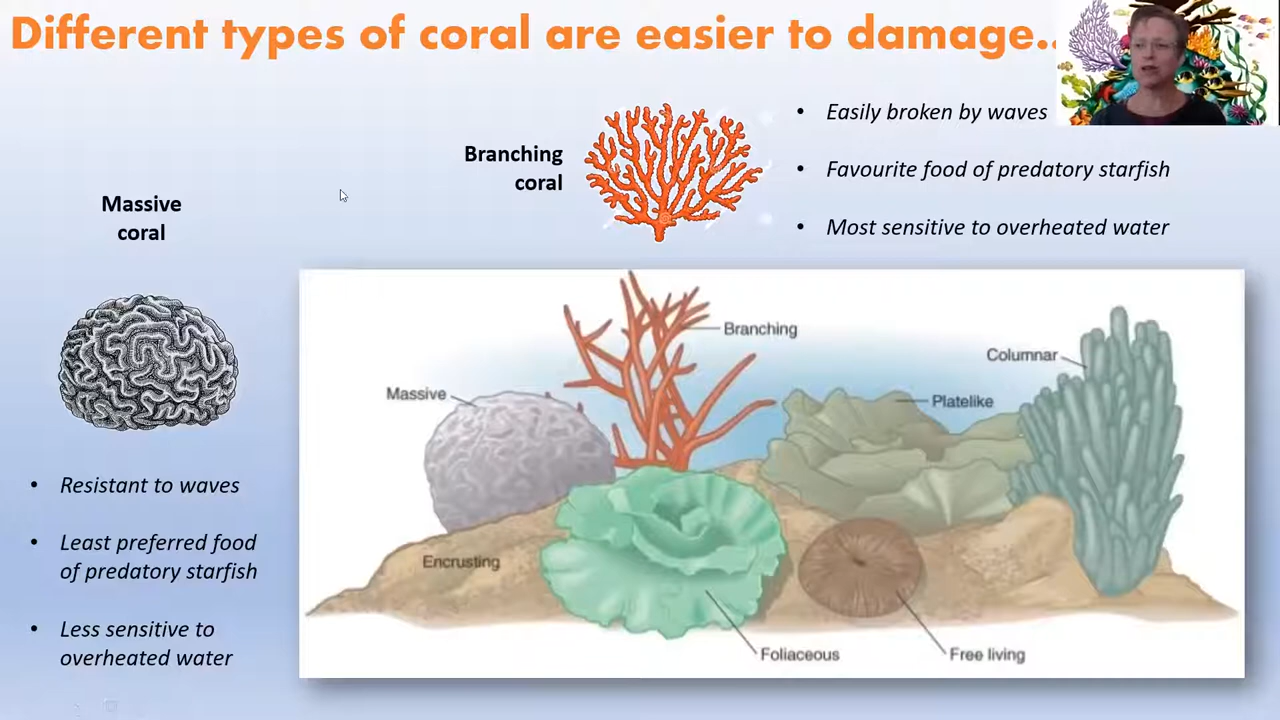 Different types of coral are easier to damage..
Branching
coral
• Easily broken by waves
• Favourite food of predatory starfish
• Most sensitive to overheated water
Massive
coral
• Resistant to waves
• Least preferred food
of predatory starfish
• Less sensitive to
overheated water
Branching
Columnar
Massive
Platelike
Encrusting
Foliaceous
Free living